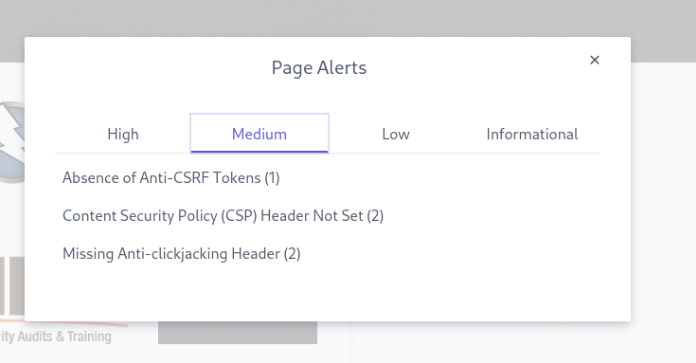 Page Alerts
×
High
Medium
Low
Informational
Absence of Anti-CSRF Tokens (1)
Content Security Policy (CSP) Header Not Set (2)
Missing Anti-clickjacking Header (2)
Audits & Training